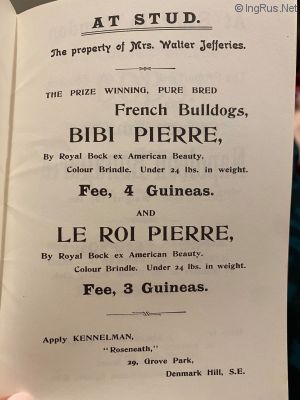 © IngRus.Net
AT STUD.
The property of Mrs. Walter Jefferies.
THE PRIZE WINNING, PURE BRED
French Bulldogs,
BIBI PIERRE,
By Royal Bock ex American Beauty.
Colour Brindle. Under 24 lbs. in weight.
Fee, 4 Guineas.
AND
LE ROI PIERRE,
By Royal Bock ex American Beauty.
Colour Brindle. Under 24 lbs. in weight.
Fee, 3 Guineas.
Apply KENNELMAN,
"Roseneath,"
29, Grove Park,
Denmark Hill, S.E.